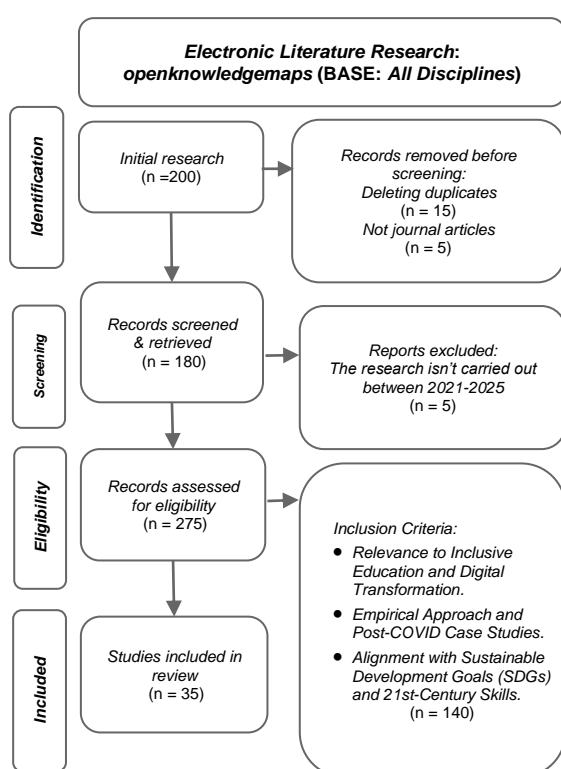 Electronic Literature Research:
openknowledgemaps (BASE: All Disciplines)
Identification
Initial research
(n =200)
Records removed before
screening:
Deleting duplicates
(n = 15)
Not journal articles
(n = 5)
Screening
Records screened
& retrieved
(n = 180)
Reports excluded:
The research isn't carried out
between 2021-2025
(n = 5)
Eligibility
Records assessed
for eligibility
(n = 275)
Inclusion Criteria:
● Relevance to Inclusive
Education and Digital
Transformation.
● Empirical Approach and
Post-COVID Case Studies.
● Alignment with Sustainable
Development Goals (SDGs)
and 21st-Century Skills.
(n = 140)
Included
Studies included in
review
(n = 35)